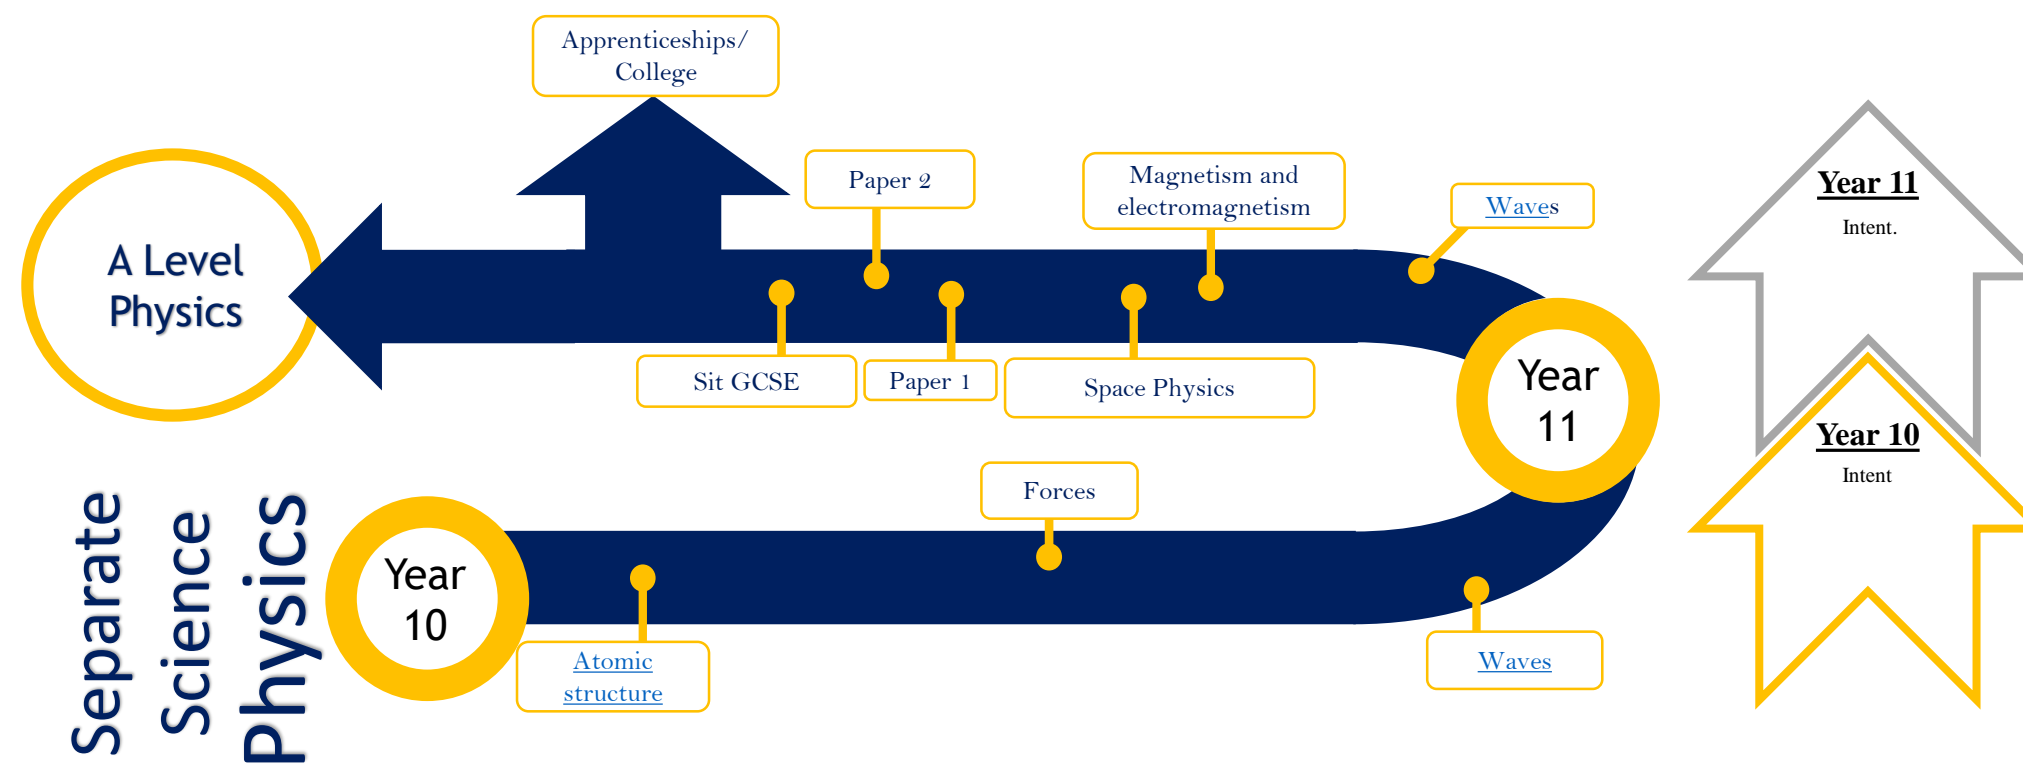 Apprenticeships/
College
Paper 2
Magnetism and
electromagnetism
Waves
Year 11
Intent.
A Level
Physics
Sit GCSE
Paper 1
Space Physics
Year
11
Year 10
Intent
Forces
Separate
Science
Physics
Year
10
Atomic
structure
Waves